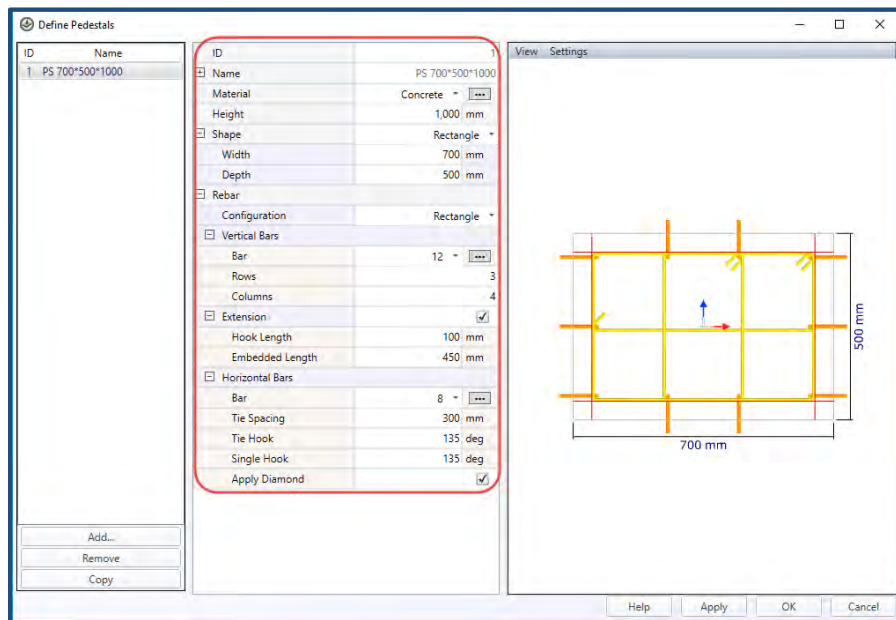 Define Pedestals
ID Name
1 PS 700*500*1000
Add...
Remove
Copy
ID 1
Name PS 700*500*1000
Material Concrete
Height 1,000 mm
Shape Rectangle
Width 700 mm
Depth 500 mm
Rebar
Configuration Rectangle
Vertical Bars
Bar 12
Rows 3
Columns 4
Extension
Hook Length 100 mm
Embedded Length 450 mm
Horizontal Bars
Bar 8
Tie Spacing 300 mm
Tie Hook 135 deg
Single Hook 135 deg
Apply Diamond
View Settings
500 mm
700 mm
Help Apply OK Cancel